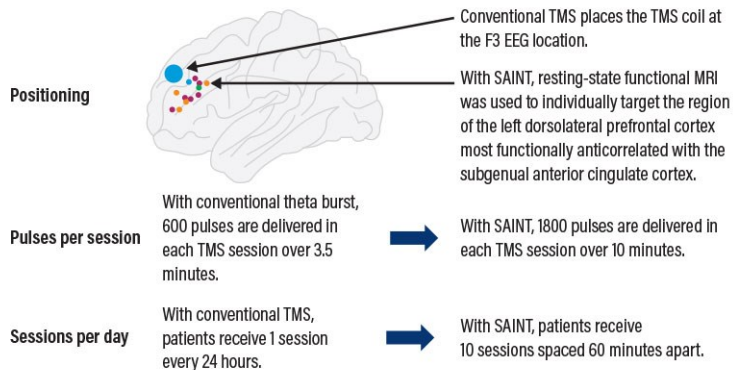 Conventional TMS places the TMS coil at
the F3 EEG location.
Positioning
With SAINT, resting-state functional MRI
was used to individually target the region
of the left dorsolateral prefrontal cortex
most functionally anticorrelated with the
subgenual anterior cingulate cortex.
Pulses per session
With conventional theta burst,
600 pulses are delivered in
each TMS session over 3.5
minutes.
With SAINT, 1800 pulses are delivered in
each TMS session over 10 minutes.
Sessions per day
With conventional TMS,
patients receive 1 session
every 24 hours.
With SAINT, patients receive
10 sessions spaced 60 minutes apart.